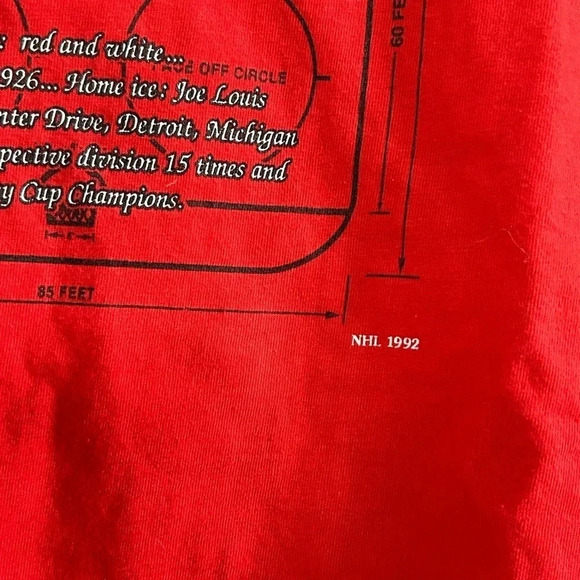 : red and white...
FACE OFF CIRCLE
60 FE
926... Home ice: Joe Louis
nter Drive, Detroit, Michigan
pective division 15 times and
y Cup Champions.
85 FEET
NHL 1992